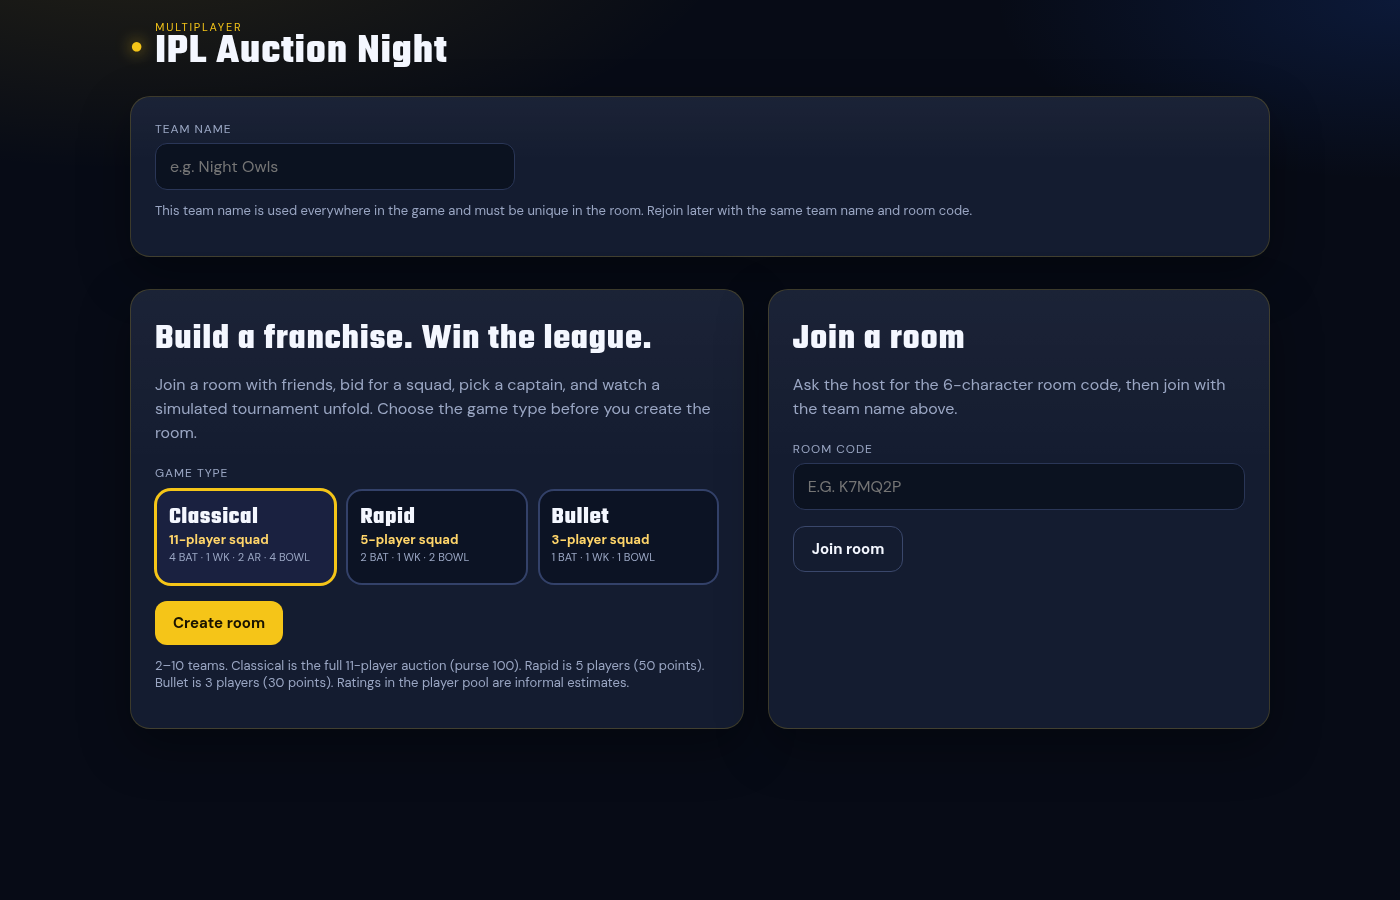 MULTIPLAYER
IPL Auction Night
TEAM NAME
e.g. Night Owls
This team name is used everywhere in the game and must be unique in the room. Rejoin later with the same team name and room code.
Build a franchise. Win the league.
Join a room with friends, bid for a squad, pick a captain, and watch a
simulated tournament unfold. Choose the game type before you create the
room.
GAME TYPE
Classical
11-player squad
4 BAT · 1 WK · 2 AR · 4 BOWL
Rapid
5-player squad
2 BAT · 1 WK · 2 BOWL
Bullet
3-player squad
1 BAT · 1 WK · 1 BOWL
Create room
2–10 teams. Classical is the full 11-player auction (purse 100). Rapid is 5 players (50 points).
Bullet is 3 players (30 points). Ratings in the player pool are informal estimates.
Join a room
Ask the host for the 6-character room code, then join with
the team name above.
ROOM CODE
E.G. K7MQ2P
Join room